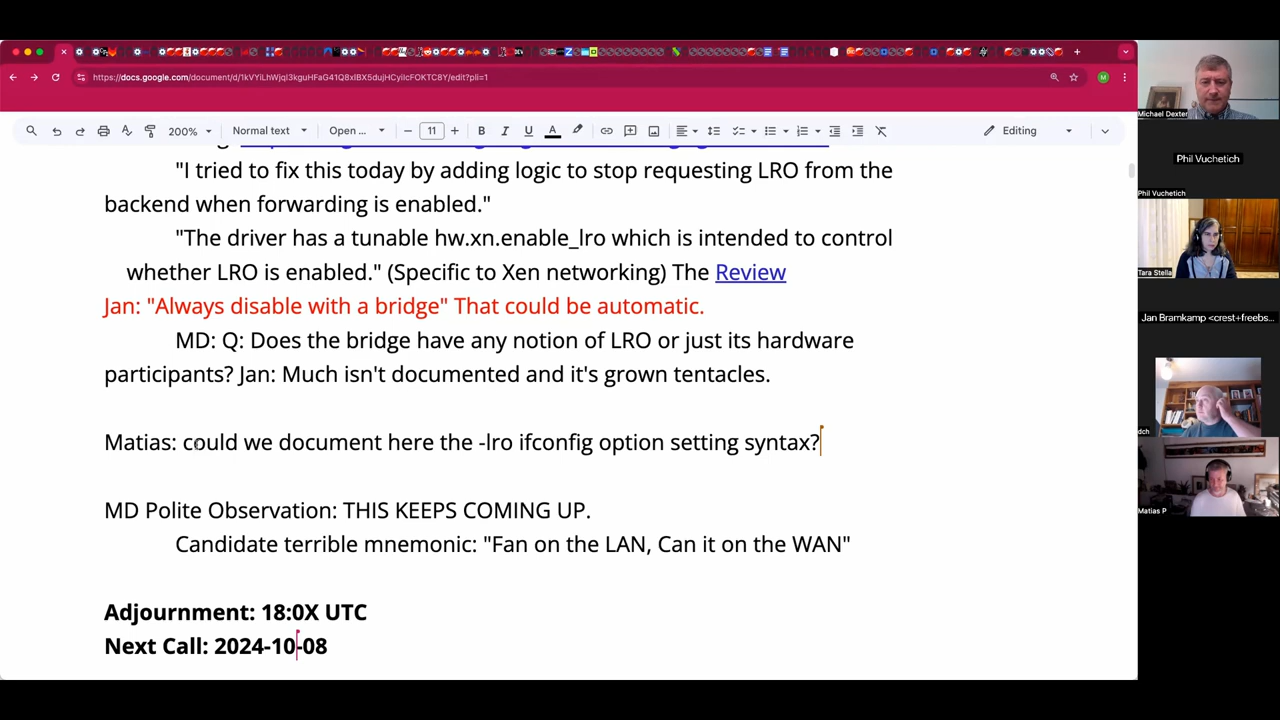 https://docs.google.com/document/d/1kVYiLhWjqI3kguHFaG41Q8xlBX5dujHCyiIcFOKTC8Y/edit?pli=1
M
200% Normal text Open ... 11 B I U A Editing
"I tried to fix this today by adding logic to stop requesting LRO from the
backend when forwarding is enabled."
"The driver has a tunable hw.xn.enable_lro which is intended to control
whether LRO is enabled." (Specific to Xen networking) The Review
Jan: "Always disable with a bridge" That could be automatic.
MD: Q: Does the bridge have any notion of LRO or just its hardware
participants? Jan: Much isn't documented and it's grown tentacles.
Matias: could we document here the -lro ifconfig option setting syntax?
MD Polite Observation: THIS KEEPS COMING UP.
Candidate terrible mnemonic: "Fan on the LAN, Can it on the WAN"
Adjournment: 18:0X UTC
Next Call: 2024-10-08
Michael Dexter
Phil Vuchetich
Phil Vuchetich
Tara Stella
Jan Bramkamp <crest+freebs...
dch
Matias P